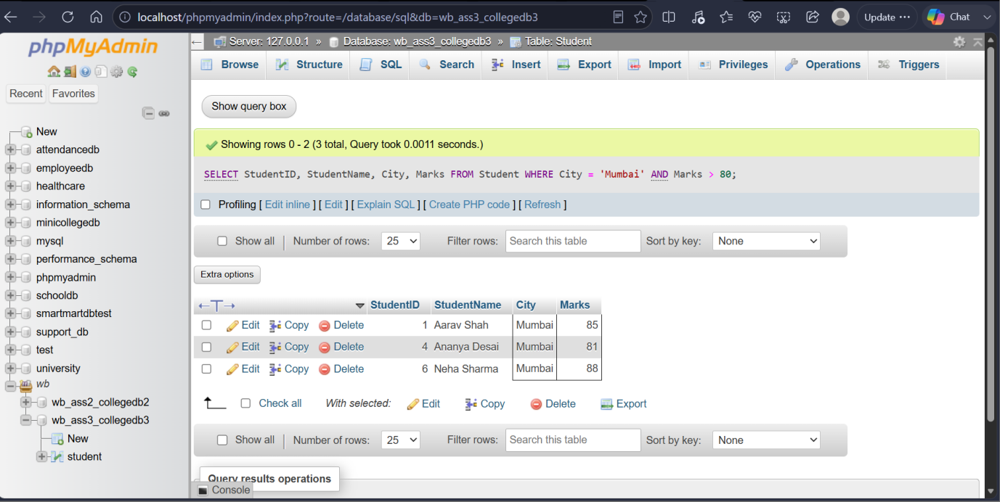 localhost/phpmyadmin/index.php?route=/database/sql&db=wb_ass3_collegedb3
Update
Chat
phpMyAdmin
Recent
Favorites
New
attendancedb
employeedb
healthcare
information_schema
minicollegedb
mysql
performance_schema
phpmyadmin
schooldb
smartmartdbtest
support_db
test
university
wb
wb_ass2_collegedb2
wb_ass3_collegedb3
New
student
Server: 127.0.0.1 » Database: wb_ass3_collegedb3 » Table: Student
Browse Structure SQL Search Insert Export Import Privileges Operations Triggers
Show query box
Showing rows 0 - 2 (3 total, Query took 0.0011 seconds.)
SELECT StudentID, StudentName, City, Marks FROM Student WHERE City = 'Mumbai' AND Marks > 80;
Profiling [ Edit inline ] [ Edit ] [ Explain SQL ] [ Create PHP code ] [ Refresh ]
Show all Number of rows: 25 Filter rows: Search this table Sort by key: None
Extra options
StudentID StudentName City Marks
Edit Copy Delete 1 Aarav Shah Mumbai 85
Edit Copy Delete 4 Ananya Desai Mumbai 81
Edit Copy Delete 6 Neha Sharma Mumbai 88
Check all With selected: Edit Copy Delete Export
Show all Number of rows: 25 Filter rows: Search this table Sort by key: None
Query results operations
Console